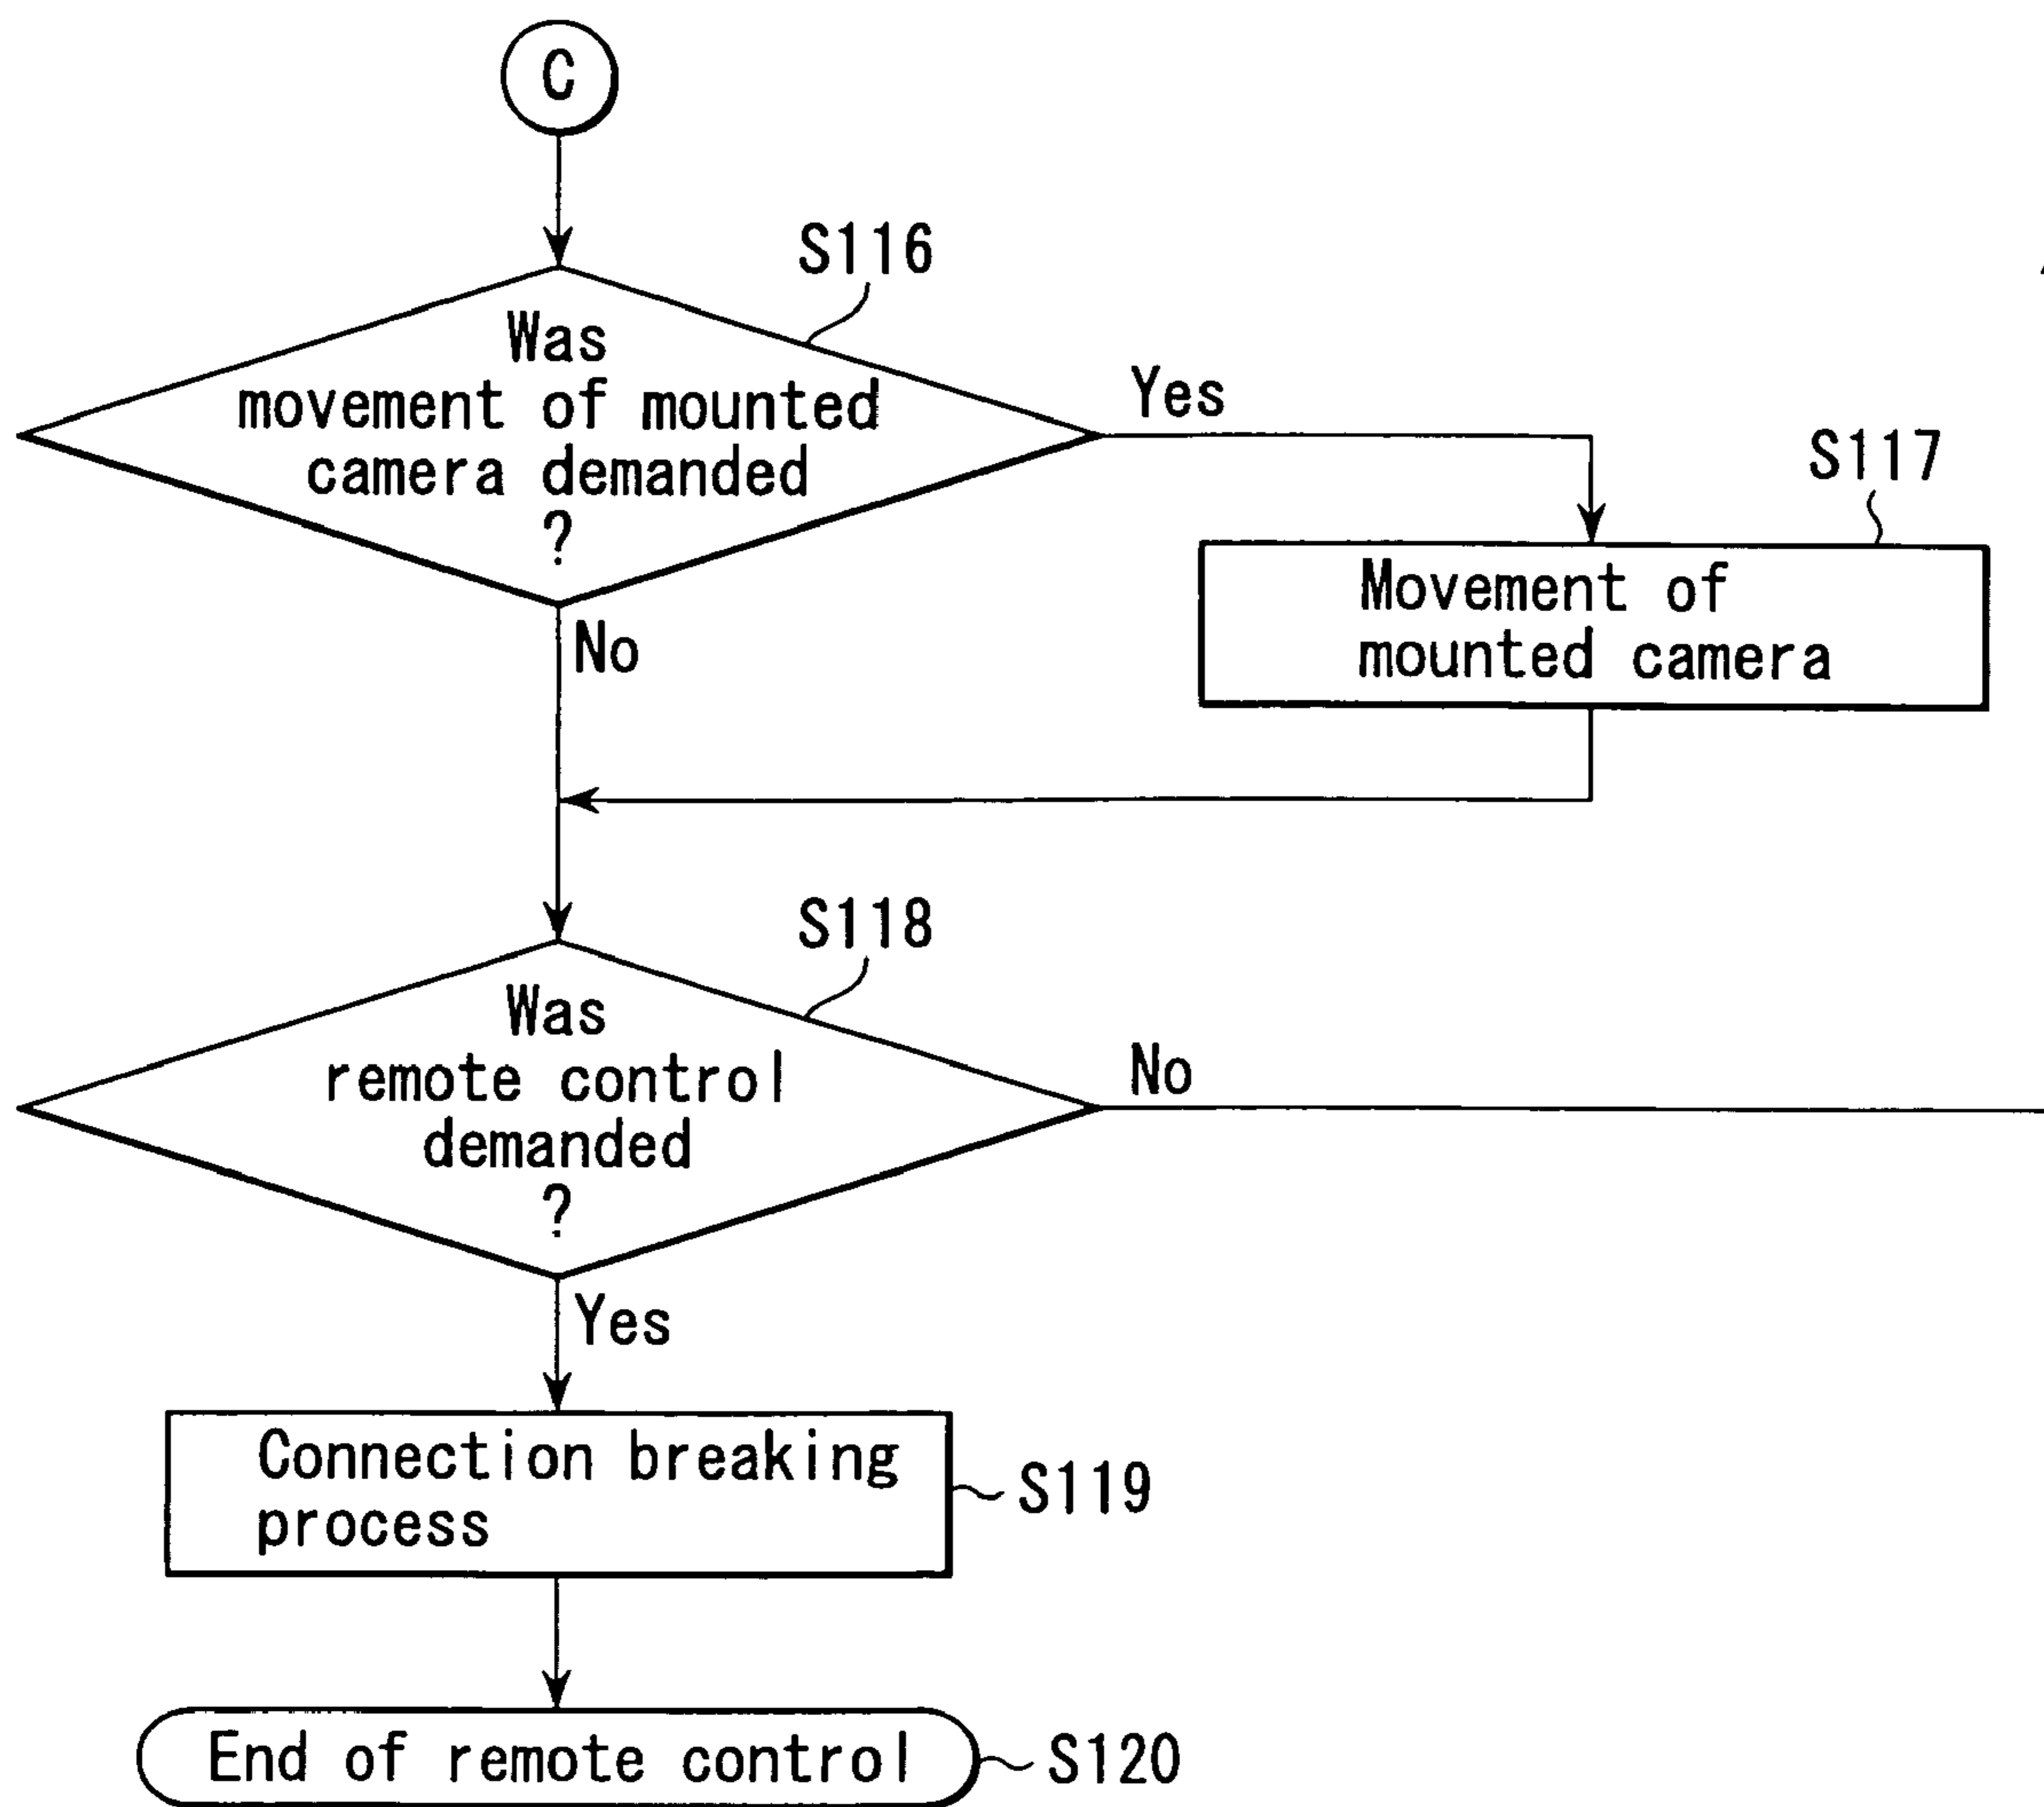 C
S116
Was
movement of mounted
camera demanded
?
Yes
No
S117
Movement of
mounted camera
S118
Was
remote control
demanded
?
No
Yes
Connection breaking
process
S119
End of remote control
S120